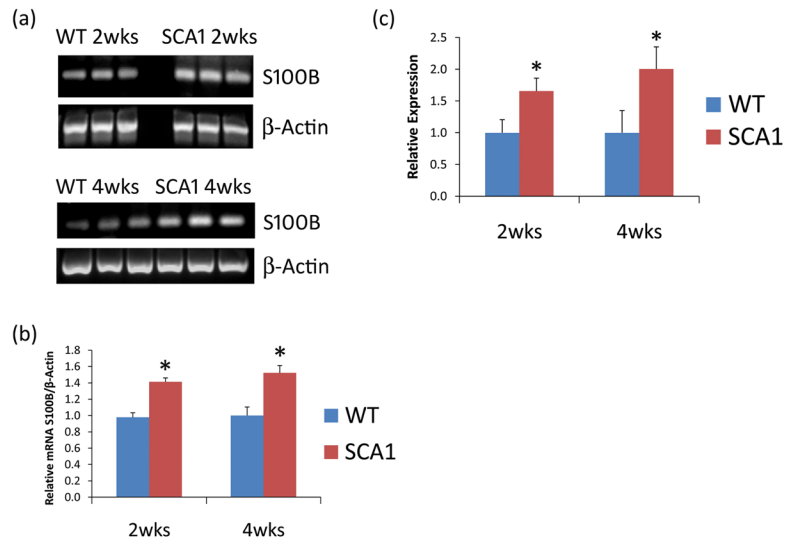 (a)
WT 2wks SCA1 2wks
S100B
β-Actin
WT 4wks SCA1 4wks
S100B
β-Actin
(b)
Relative mRNA S100B/β-Actin
1.8
1.6
1.4
1.2
1.0
0.8
0.6
0.4
0.2
0.0
*
*
2wks 4wks
WT
SCA1
(c)
Relative Expression
2.5
2.0
1.5
1.0
0.5
0.0
*
*
2wks 4wks
WT
SCA1